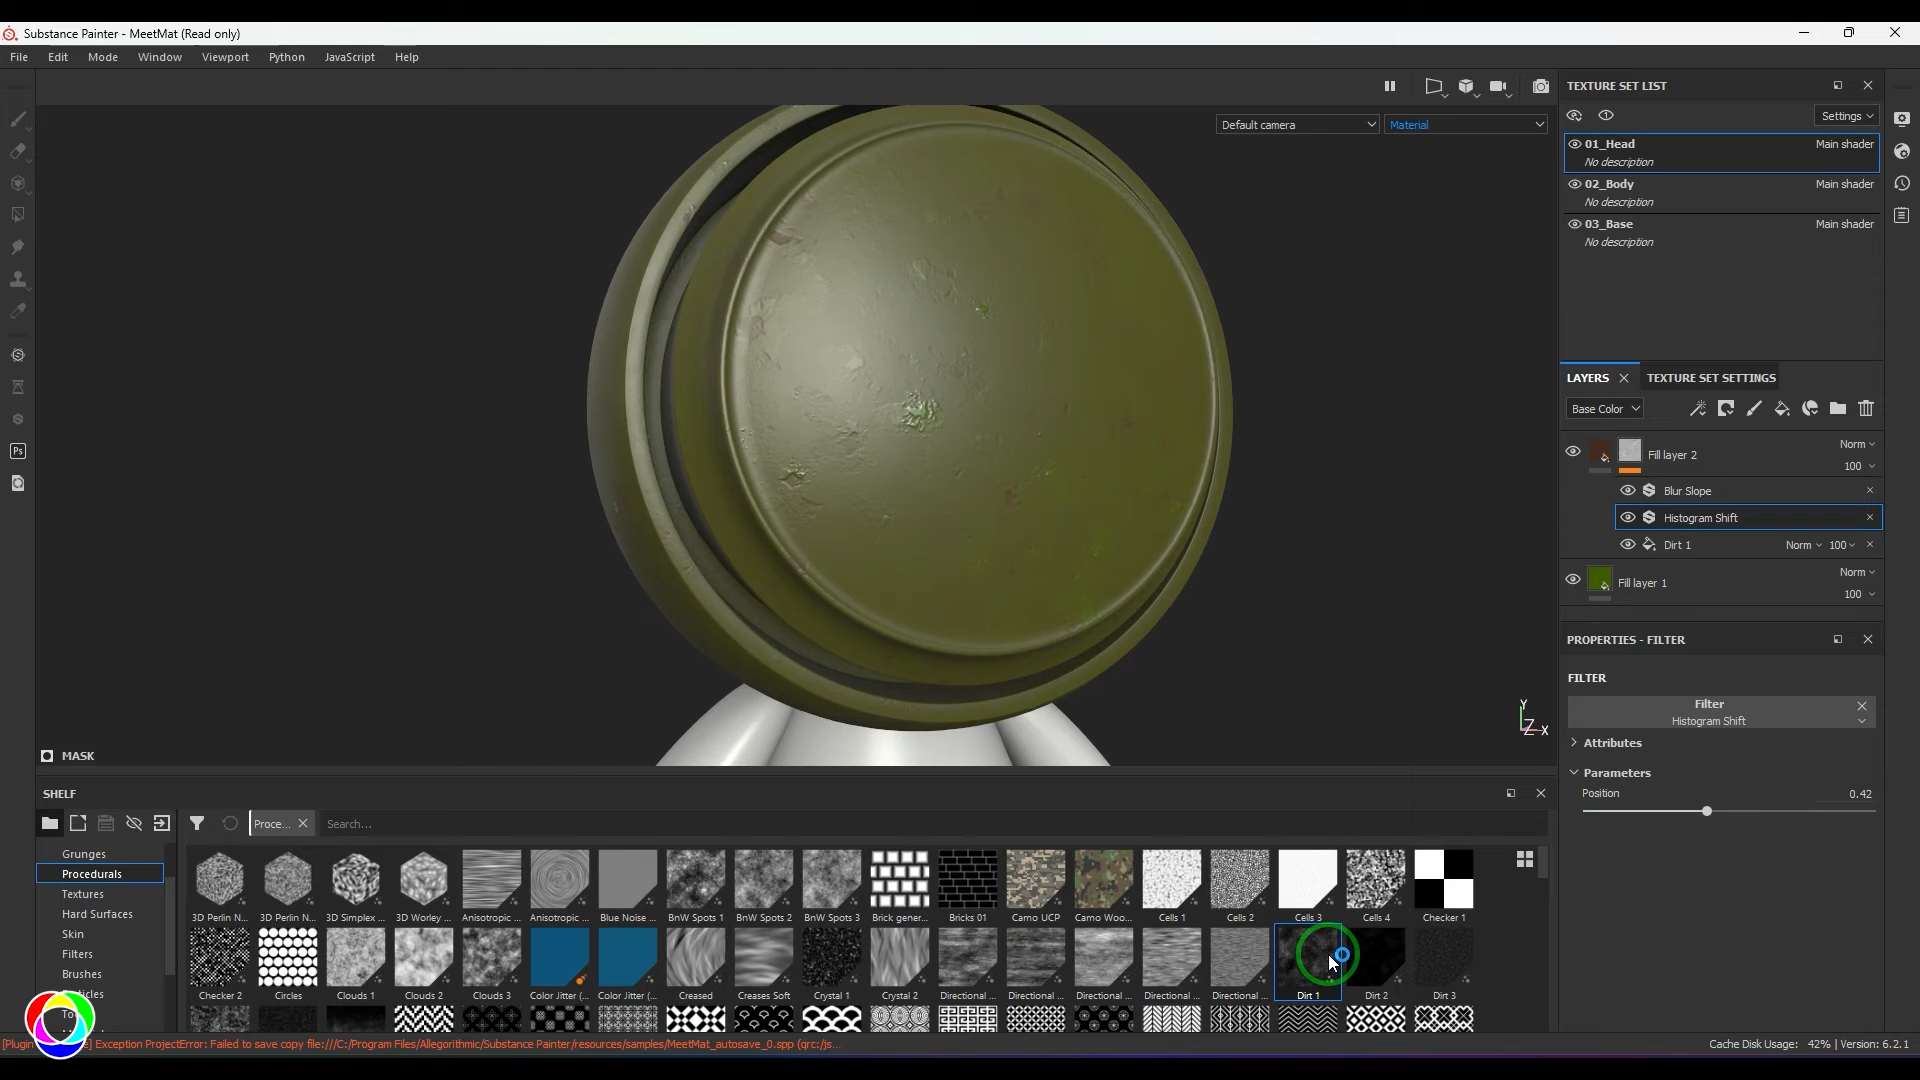 Substance Painter - MeetMat (Read only)
File Edit Mode Window Viewport Python JavaScript Help
Default camera Material
TEXTURE SET LIST
Settings
01_Head Main shader
No description
02_Body Main shader
No description
03_Base Main shader
No description
LAYERS TEXTURE SET SETTINGS
Base Color
Norm
Fill layer 2
100
Blur Slope
Histogram Shift
Dirt 1 Norm 100
Norm
Fill layer 1
100
PROPERTIES - FILTER
FILTER
Filter
Histogram Shift
Attributes
Parameters
Position 0.42
Y
Z X
Ps
MASK
SHELF
Proce... Search...
Grunges
Procedurals
Textures
Hard Surfaces
Skin
Filters
Brushes
3D Perlin N... 3D Perlin N... 3D Simplex ... 3D Worley ... Anisotropic ... Anisotropic ... Blue Noise ... BnW Spots 1 BnW Spots 2 BnW Spots 3 Brick gener... Bricks 01 Camo UCP Camo Woo... Cells 1 Cells 2 Cells 3 Cells 4 Checker 1
Checker 2 Circles Clouds 1 Clouds 2 Clouds 3 Color Jitter (... Color Jitter (... Creased Creases Soft Crystal 1 Crystal 2 Directional ... Directional ... Directional ... Directional ... Directional ... Dirt 1 Dirt 2 Dirt 3
[Plugin e] Exception ProjectError: Failed to save copy file:///C:/Program Files/Allegorithmic/Substance Painter/resources/samples/MeetMat_autosave_0.spp (qrc:/js...
Cache Disk Usage: 42% | Version: 6.2.1